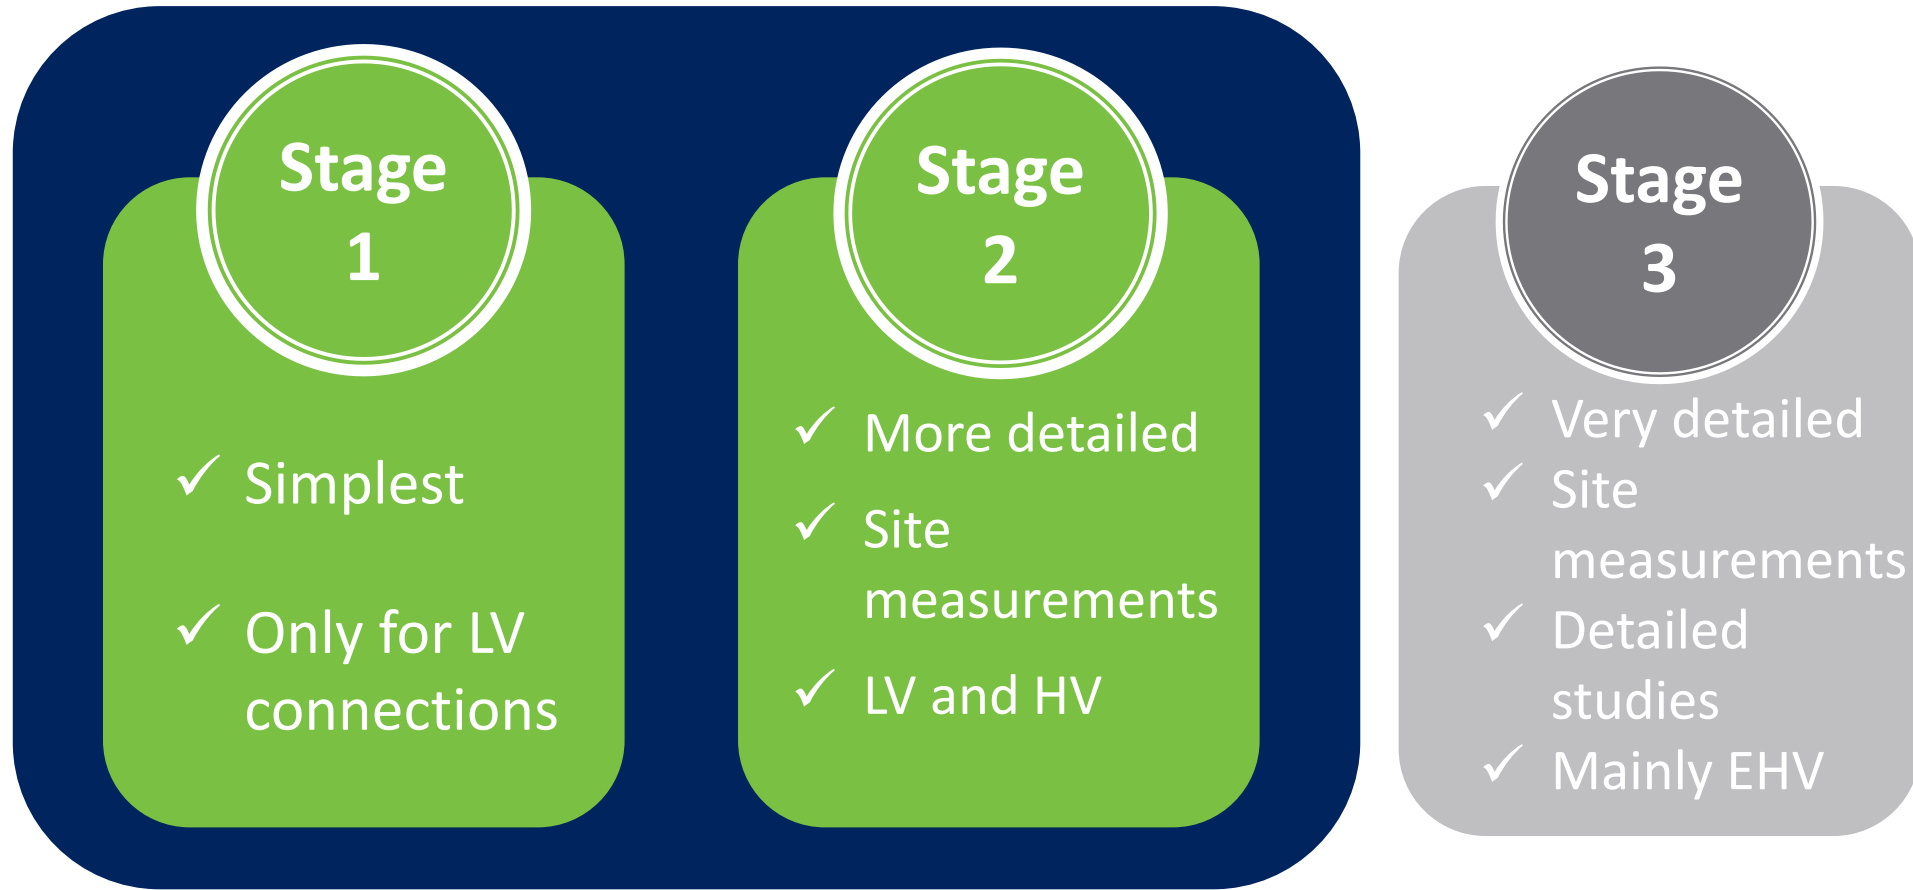 Stage
1
✓ Simplest
✓ Only for LV
connections
Stage
2
✓ More detailed
✓ Site
measurements
✓ LV and HV
Stage
3
✓ Very detailed
✓ Site
measurements
✓ Detailed
studies
✓ Mainly EHV